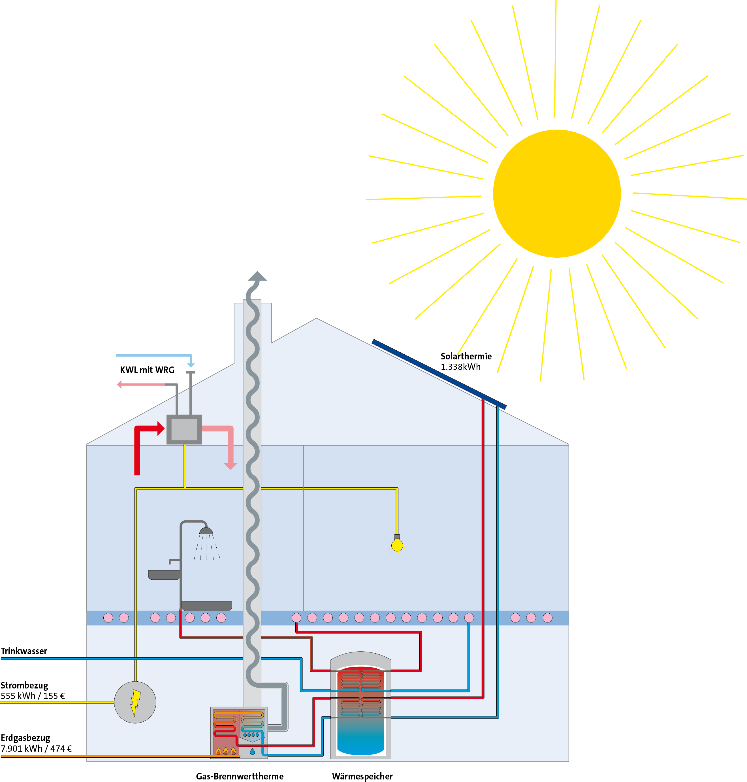 Solarthermie
1.338kWh
KWL mit WRG
Trinkwasser
Strombezug
555 kWh / 155 €
Erdgasbezug
7.901 kWh / 474 €
Gas-Brennwerttherme
Wärmespeicher